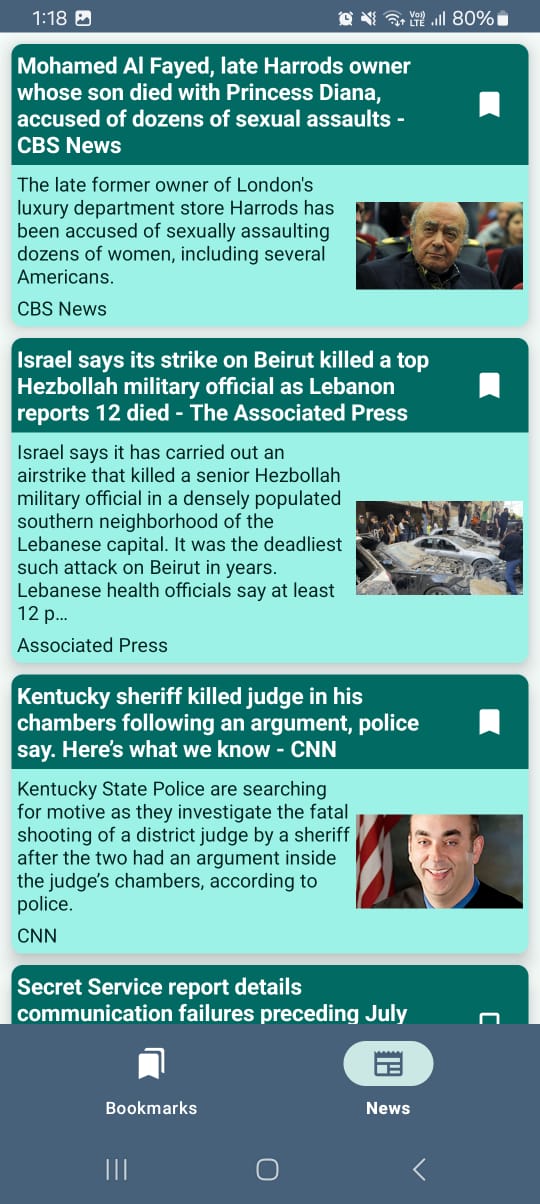 1:18
Vo))
LTE
80%
Mohamed Al Fayed, late Harrods owner
whose son died with Princess Diana,
accused of dozens of sexual assaults -
CBS News
The late former owner of London's
luxury department store Harrods has
been accused of sexually assaulting
dozens of women, including several
Americans.
CBS News
Israel says its strike on Beirut killed a top
Hezbollah military official as Lebanon
reports 12 died - The Associated Press
Israel says it has carried out an
airstrike that killed a senior Hezbollah
military official in a densely populated
southern neighborhood of the
Lebanese capital. It was the deadliest
such attack on Beirut in years.
Lebanese health officials say at least
12 p…
Associated Press
Kentucky sheriff killed judge in his
chambers following an argument, police
say. Here’s what we know - CNN
Kentucky State Police are searching
for motive as they investigate the fatal
shooting of a district judge by a sheriff
after the two had an argument inside
the judge’s chambers, according to
police.
CNN
Secret Service report details
communication failures preceding July
Bookmarks
News